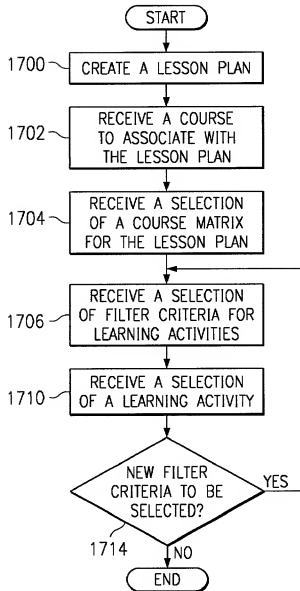 START
1700
CREATE A LESSON PLAN
1702
RECEIVE A COURSE
TO ASSOCIATE WITH
THE LESSON PLAN
1704
RECEIVE A SELECTION
OF A COURSE MATRIX
FOR THE LESSON PLAN
1706
RECEIVE A SELECTION
OF FILTER CRITERIA FOR
LEARNING ACTIVITIES
1710
RECEIVE A SELECTION
OF A LEARNING ACTIVITY
NEW FILTER
CRITERIA TO BE
SELECTED?
YES
1714
NO
END